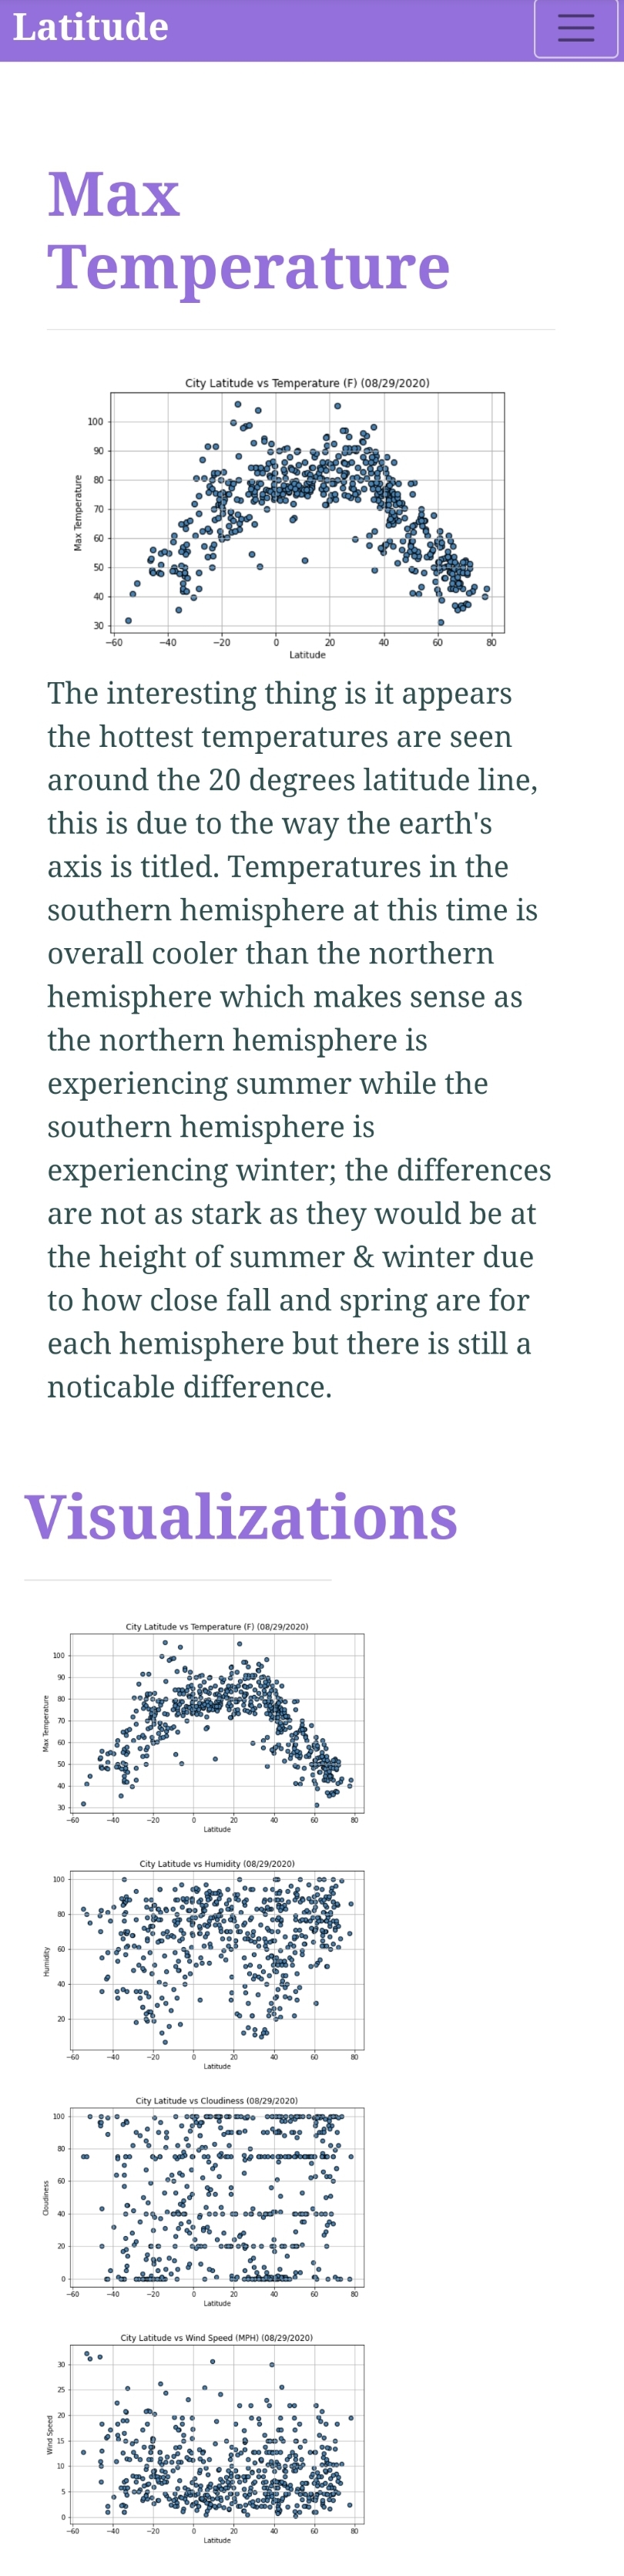 Latitude
Max
Temperature
City Latitude vs Temperature (F) (08/29/2020)
Max Temperature
100
90
80
70
60
50
40
30
−60 −40 −20 0 20 40 60 80
Latitude
The interesting thing is it appears
the hottest temperatures are seen
around the 20 degrees latitude line,
this is due to the way the earth's
axis is titled. Temperatures in the
southern hemisphere at this time is
overall cooler than the northern
hemisphere which makes sense as
the northern hemisphere is
experiencing summer while the
southern hemisphere is
experiencing winter; the differences
are not as stark as they would be at
the height of summer & winter due
to how close fall and spring are for
each hemisphere but there is still a
noticable difference.
Visualizations
City Latitude vs Temperature (F) (08/29/2020)
Max Temperature
100
90
80
70
60
50
40
30
−60 −40 −20 0 20 40 60 80
Latitude
City Latitude vs Humidity (08/29/2020)
Humidity
100
80
60
40
20
−60 −40 −20 0 20 40 60 80
Latitude
City Latitude vs Cloudiness (08/29/2020)
Cloudiness
100
80
60
40
20
0
−60 −40 −20 0 20 40 60 80
Latitude
City Latitude vs Wind Speed (MPH) (08/29/2020)
Wind Speed
30
25
20
15
10
5
0
−60 −40 −20 0 20 40 60 80
Latitude